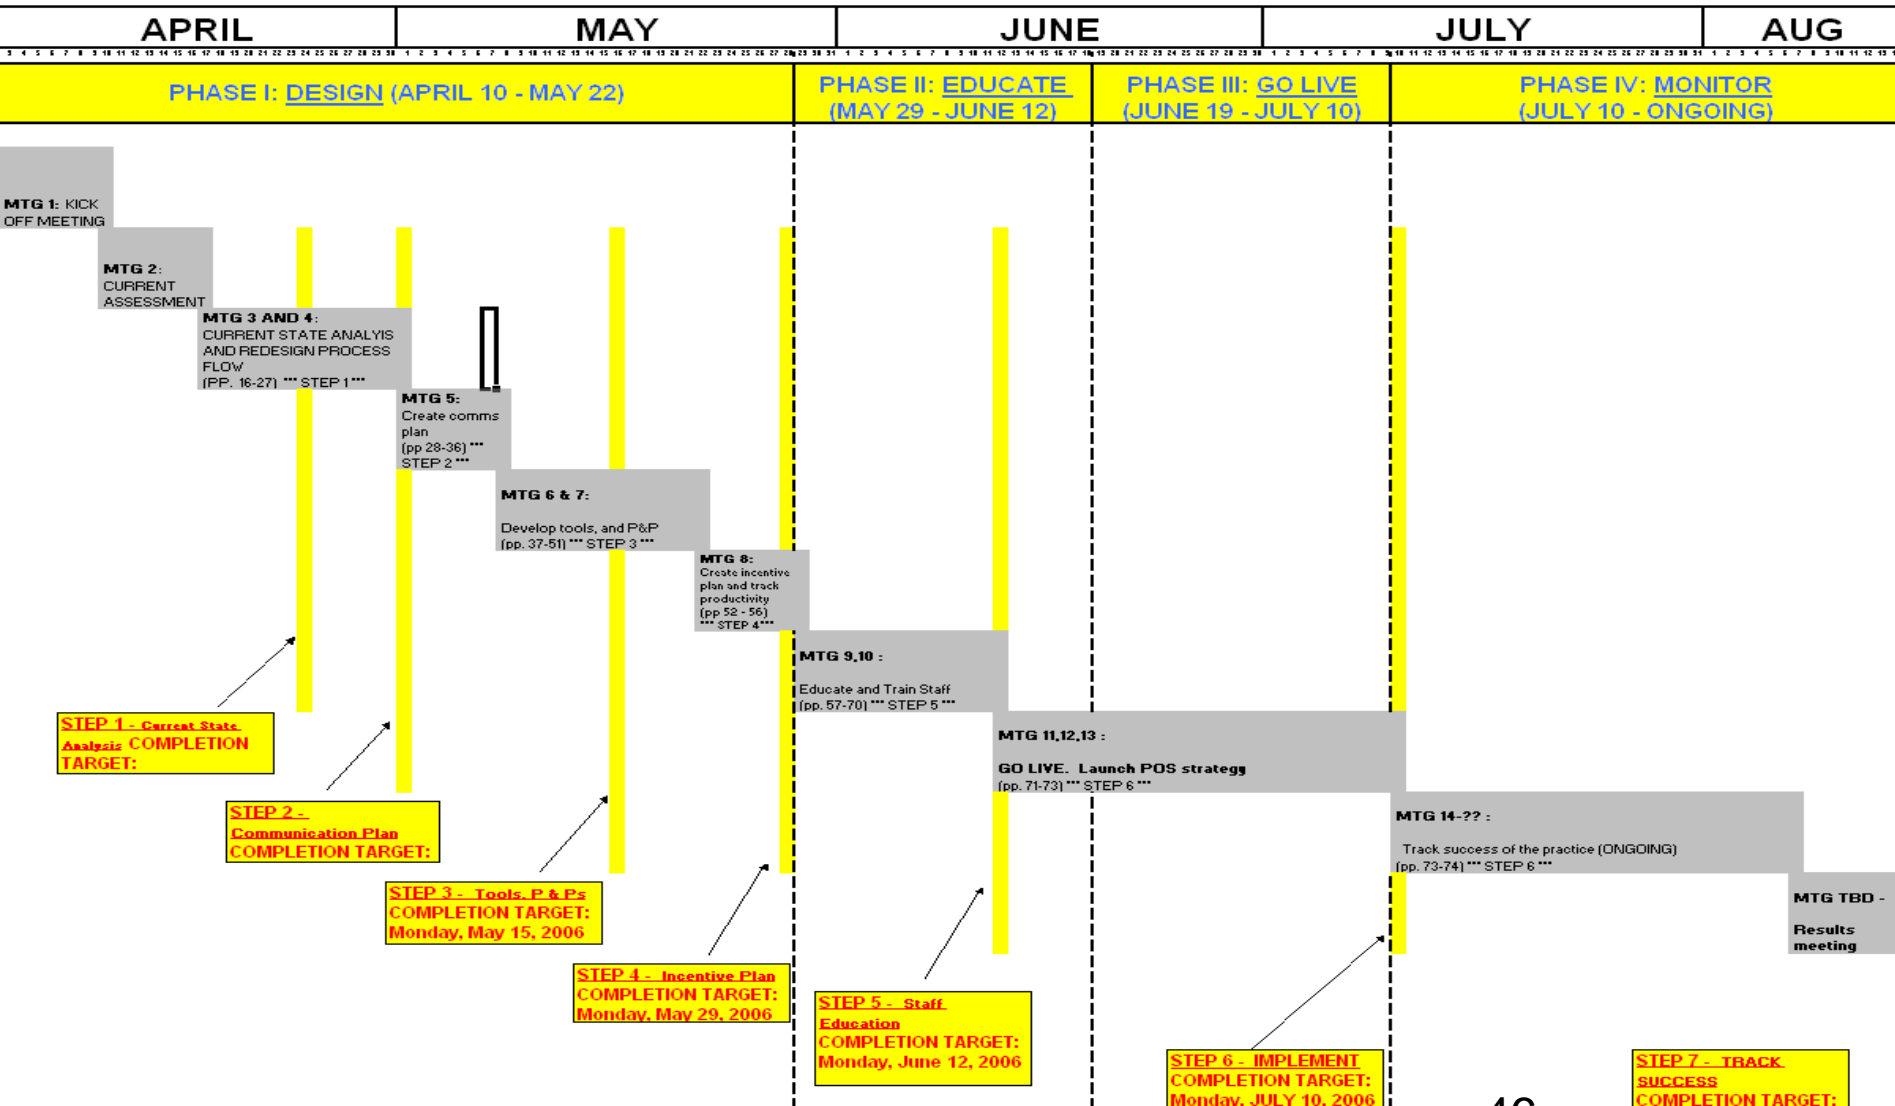 APRIL MAY JUNE JULY AUG
PHASE I: DESIGN (APRIL 10 - MAY 22)
PHASE II: EDUCATE
(MAY 29 - JUNE 12)
PHASE III: GO LIVE
(JUNE 19 - JULY 10)
PHASE IV: MONITOR
(JULY 10 - ONGOING)
MTG 1: KICK
OFF MEETING
MTG 2:
CURRENT
ASSESSMENT
MTG 3 AND 4:
CURRENT STATE ANALYIS
AND REDESIGN PROCESS
FLOW
(PP. 16-27) *** STEP 1 ***
MTG 5:
Create comms
plan
(pp 28-36) ***
STEP 2 ***
MTG 6 & 7:
Develop tools, and P&P
(pp. 37-51) *** STEP 3 ***
MTG 8:
Create incentive
plan and track
productivity
(pp 52 - 56)
*** STEP 4***
MTG 9,10 :
Educate and Train Staff
(pp. 57-70) *** STEP 5 ***
MTG 11,12,13 :
GO LIVE. Launch POS strategy
(pp. 71-73) *** STEP 6 ***
MTG 14-?? :
Track success of the practice (ONGOING)
(pp. 73-74) *** STEP 6 ***
MTG TBD -
Results
meeting
STEP 1 - Current State
Analysis COMPLETION
TARGET:
STEP 2 -
Communication Plan
COMPLETION TARGET:
STEP 3 - Tools, P & Ps
COMPLETION TARGET:
Monday, May 15, 2006
STEP 4 - Incentive Plan
COMPLETION TARGET:
Monday, May 29, 2006
STEP 5 - Staff
Education
COMPLETION TARGET:
Monday, June 12, 2006
STEP 6 - IMPLEMENT
COMPLETION TARGET:
Monday, JULY 10, 2006
STEP 7 - TRACK
SUCCESS
COMPLETION TARGET: